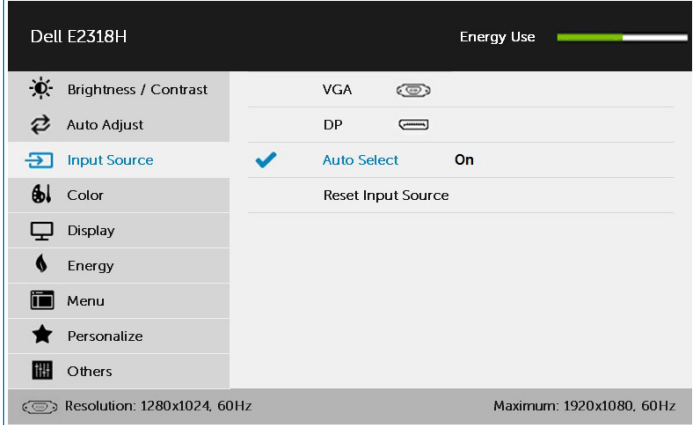 Dell E2318H Energy Use
Brightness / Contrast VGA
Auto Adjust DP
Input Source Auto Select On
Color Reset Input Source
Display
Energy
Menu
Personalize
Others
Resolution: 1280x1024, 60Hz Maximum: 1920x1080, 60Hz